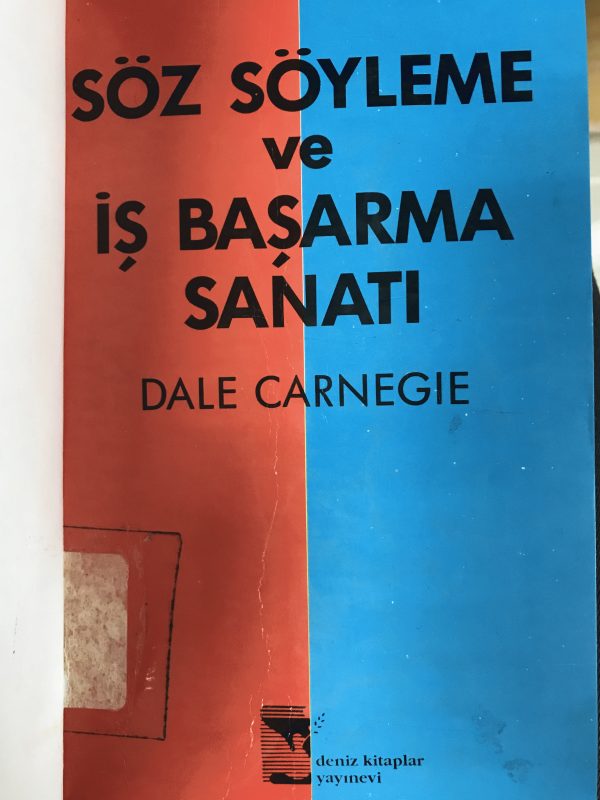 SÖZ SÖYLEME
ve
İŞ BAŞARMA
SANATI
DALE CARNEGIE
deniz kitaplar
yayınevi